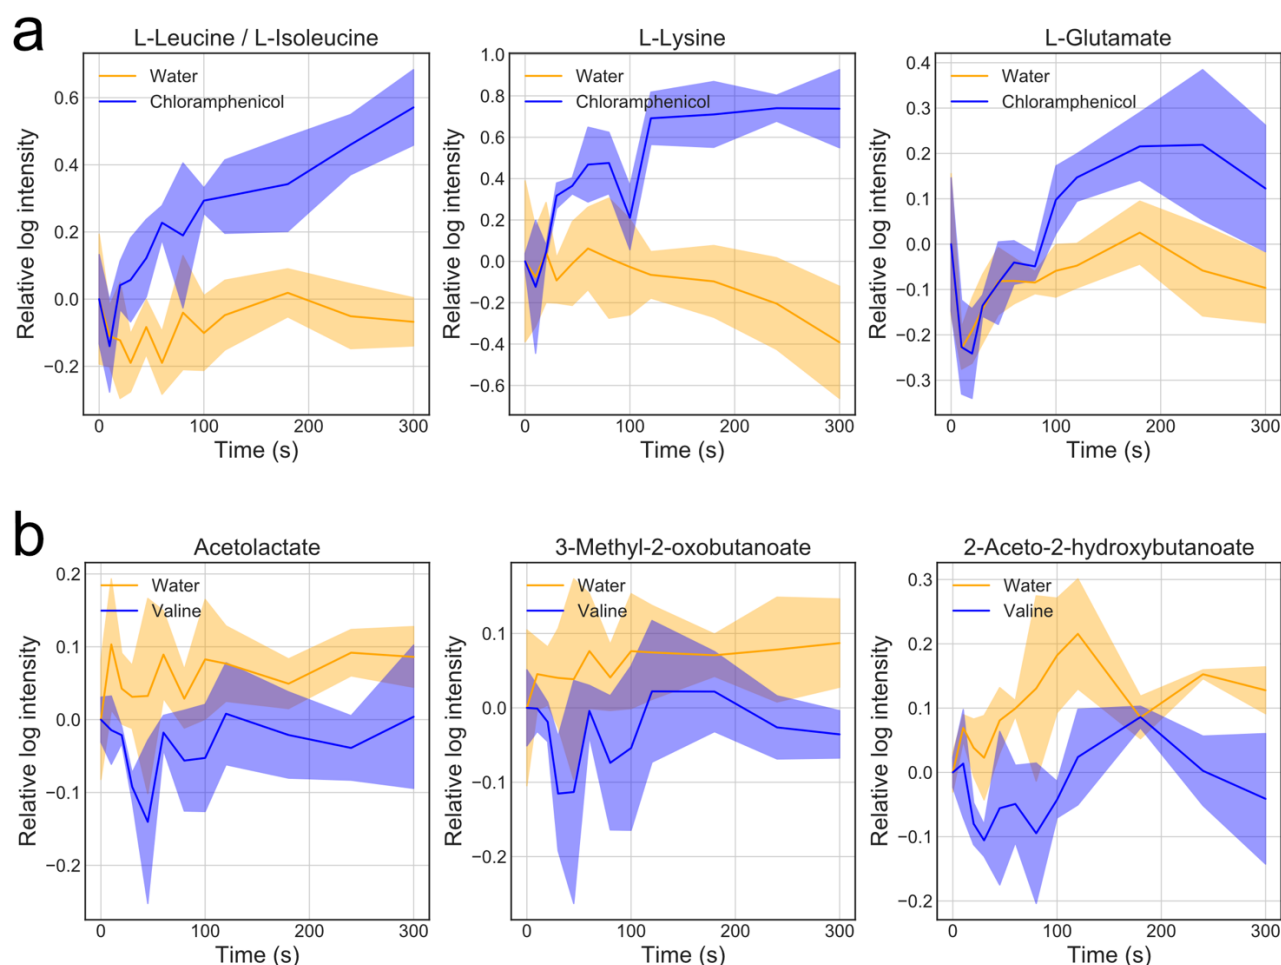 a
L-Leucine / L-Isoleucine
Water
Chloramphenicol
Relative log intensity
0.6
0.4
0.2
0.0
−0.2
0
100
200
300
Time (s)
L-Lysine
Water
Chloramphenicol
Relative log intensity
1.0
0.8
0.6
0.4
0.2
0.0
−0.2
−0.4
−0.6
0
100
200
300
Time (s)
L-Glutamate
Water
Chloramphenicol
Relative log intensity
0.4
0.3
0.2
0.1
0.0
−0.1
−0.2
−0.3
0
100
200
300
Time (s)
b
Acetolactate
Water
Valine
Relative log intensity
0.2
0.1
0.0
−0.1
−0.2
0
100
200
300
Time (s)
3-Methyl-2-oxobutanoate
Water
Valine
Relative log intensity
0.1
0.0
−0.1
−0.2
0
100
200
300
Time (s)
2-Aceto-2-hydroxybutanoate
Water
Valine
Relative log intensity
0.3
0.2
0.1
0.0
−0.1
−0.2
0
100
200
300
Time (s)